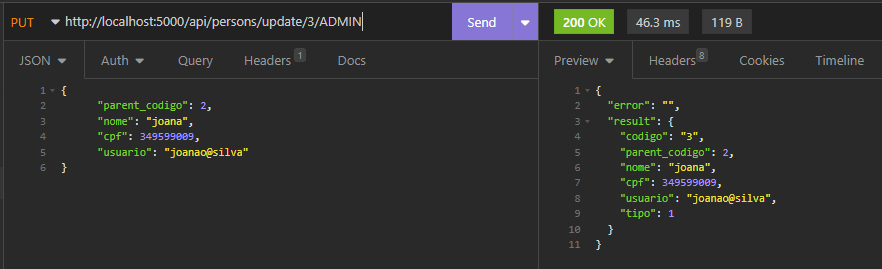 PUT http://localhost:5000/api/persons/update/3/ADMIN Send 200 OK 46.3 ms 119 B
JSON Auth Query Headers 1 Docs Preview Headers 8 Cookies Timeline
1 {
2 "parent_codigo": 2,
3 "nome": "joana",
4 "cpf": 349599009,
5 "usuario": "joanao@silva"
6 }
1 {
2 "error": "",
3 "result": {
4 "codigo": "3",
5 "parent_codigo": 2,
6 "nome": "joana",
7 "cpf": 349599009,
8 "usuario": "joanao@silva",
9 "tipo": 1
10 }
11 }